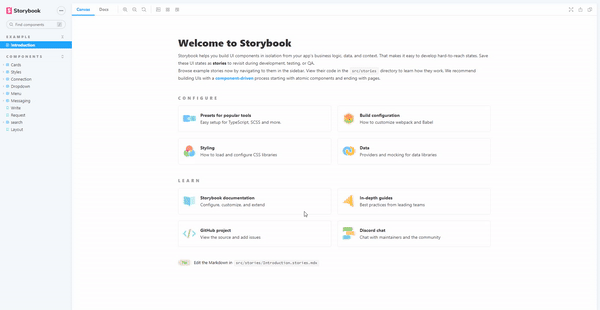 Storybook
Find components
EXAMPLE
Introduction
COMPONENTS
Cards
Styles
Connection
Dropdown
Menu
Messaging
Write
Request
search
Layout
Canvas Docs
Welcome to Storybook
Storybook helps you build UI components in isolation from your app's business logic, data, and context. That makes it easy to develop hard-to-reach states. Save
these UI states as stories to revisit during development, testing, or QA.
Browse example stories now by navigating to them in the sidebar. View their code in the src/stories directory to learn how they work. We recommend
building UIs with a component-driven process starting with atomic components and ending with pages.
CONFIGURE
Presets for popular tools
Easy setup for TypeScript, SCSS and more.
Build configuration
How to customize webpack and Babel
Styling
How to load and configure CSS libraries
Data
Providers and mocking for data libraries
LEARN
Storybook documentation
Configure, customize, and extend
In-depth guides
Best practices from leading teams
GitHub project
View the source and add issues
Discord chat
Chat with maintainers and the community
Edit the Markdown in src/stories/Introduction.stories.mdx